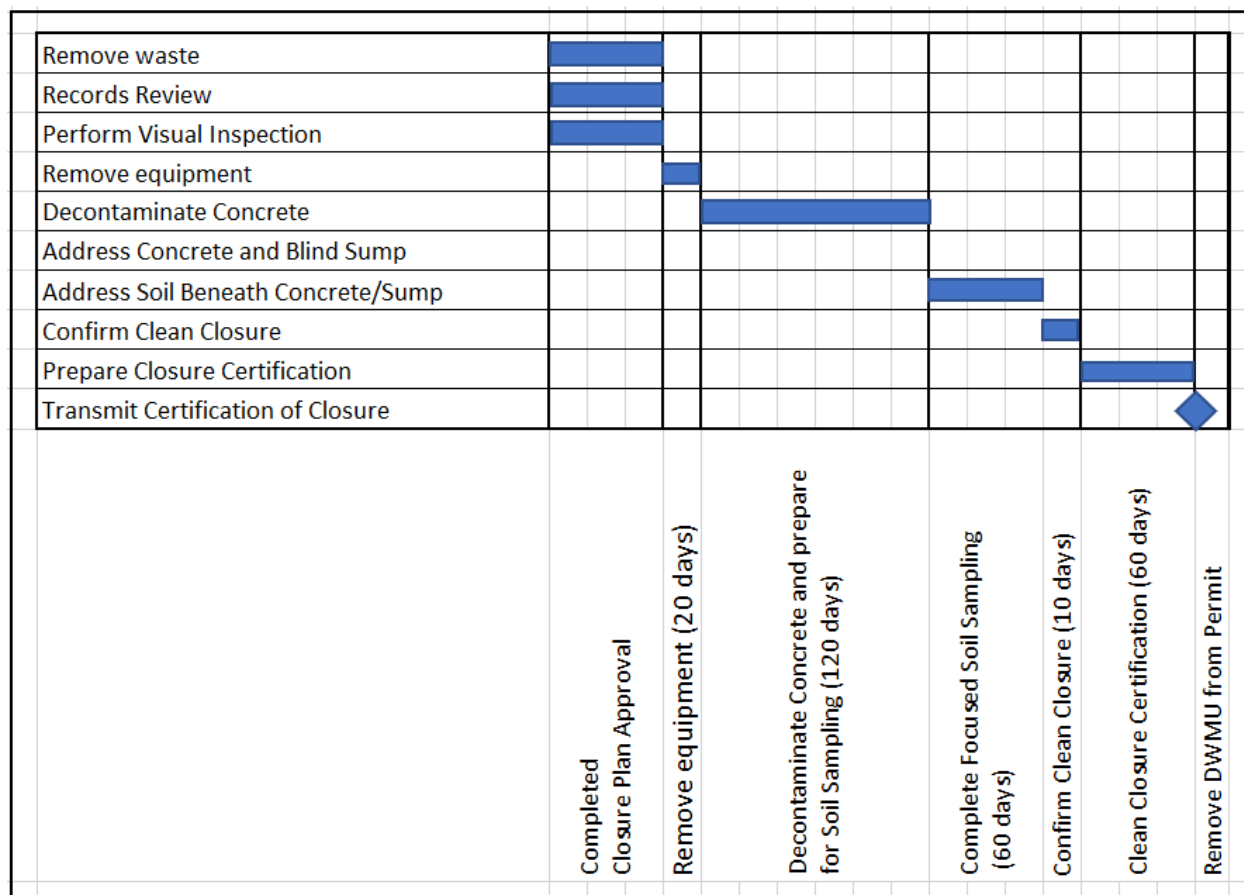 Remove waste
Records Review
Perform Visual Inspection
Remove equipment
Decontaminate Concrete
Address Concrete and Blind Sump
Address Soil Beneath Concrete/Sump
Confirm Clean Closure
Prepare Closure Certification
Transmit Certification of Closure
Completed
Closure Plan Approval
Remove equipment (20 days)
Decontaminate Concrete and prepare
for Soil Sampling (120 days)
Complete Focused Soil Sampling
(60 days)
Confirm Clean Closure (10 days)
Clean Closure Certification (60 days)
Remove DWMU from Permit